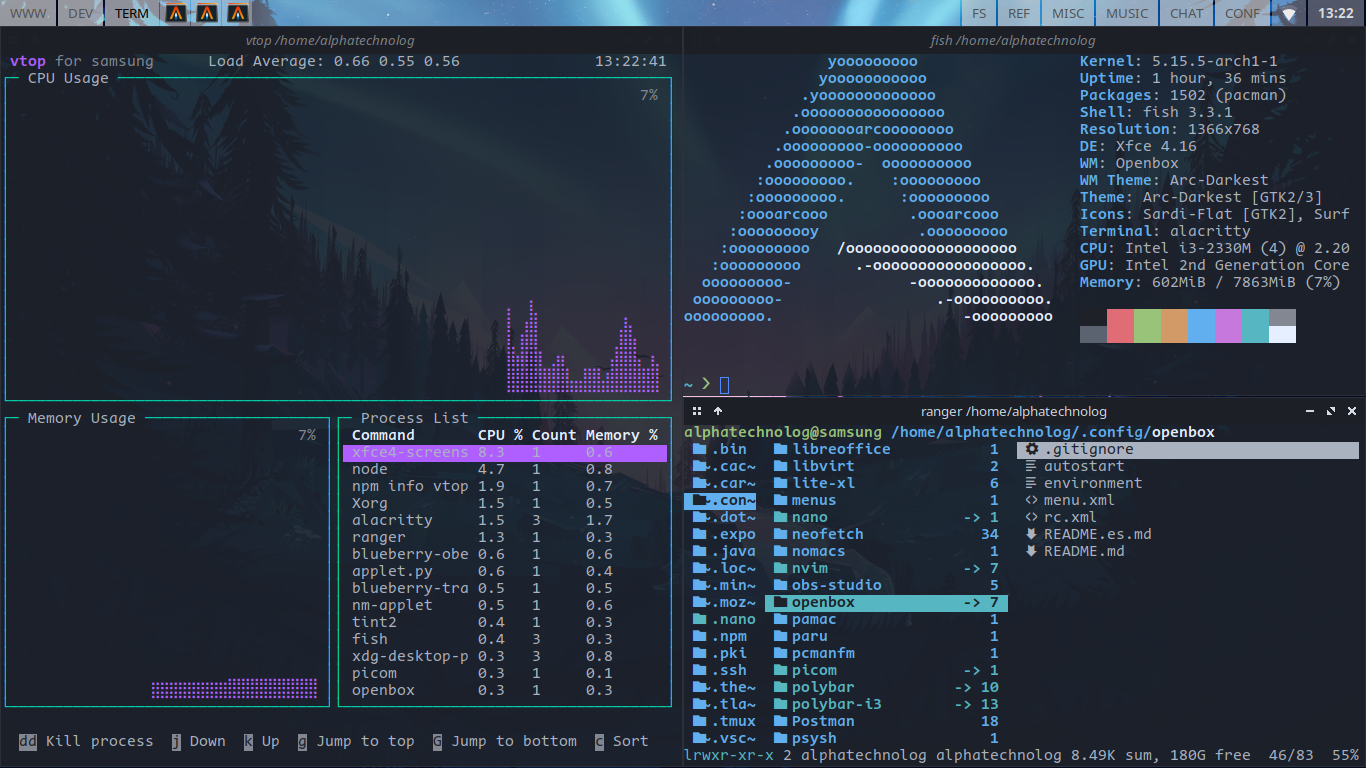 WWW DEV TERM FS REF MISC MUSIC CHAT CONF 13:22
vtop /home/alphatechnolog
vtop for samsung Load Average: 0.66 0.55 0.56 13:22:41
CPU Usage
7%
Memory Usage
7%
Process List
Command CPU % Count Memory %
xfce4-screens 8.3 1 0.6
node 4.7 1 0.8
npm info vtop 1.9 1 0.7
Xorg 1.5 1 0.5
alacritty 1.5 3 1.7
ranger 1.3 1 0.3
blueberry-obe 0.6 1 0.6
applet.py 0.6 1 0.4
blueberry-tra 0.5 1 0.5
nm-applet 0.5 1 0.6
tint2 0.4 1 0.3
fish 0.4 3 0.3
xdg-desktop-p 0.3 3 0.8
picom 0.3 1 0.1
openbox 0.3 1 0.3
dd Kill process j Down k Up g Jump to top G Jump to bottom c Sort
fish /home/alphatechnolog
yooooooooo Kernel: 5.15.5-arch1-1
yooooooooooo Uptime: 1 hour, 36 mins
.yooooooooooooo Packages: 1502 (pacman)
.oooooooooooooooo Shell: fish 3.3.1
.ooooooooarcoooooooo Resolution: 1366x768
.ooooooooo-oooooooooo DE: Xfce 4.16
.ooooooooo- oooooooooo WM: Openbox
:ooooooooo. :ooooooooo WM Theme: Arc-Darkest
:ooooooooo. :ooooooooo Theme: Arc-Darkest [GTK2/3]
:oooarcooo .oooarcooo Icons: Sardi-Flat [GTK2], Surf
:ooooooooy .ooooooooo Terminal: alacritty
:ooooooooo /ooooooooooooooooooo CPU: Intel i3-2330M (4) @ 2.20
:ooooooooo .-ooooooooooooooooo. GPU: Intel 2nd Generation Core
ooooooooo- -ooooooooooooo. Memory: 602MiB / 7863MiB (7%)
ooooooooo- .-oooooooooo.
ooooooooo. -ooooooooo
~ ❯
ranger /home/alphatechnolog
alphatechnolog@samsung /home/alphatechnolog/.config/openbox
.bin libreoffice 1 .gitignore
.cac~ libvirt 2 autostart
.car~ lite-xl 6 environment
.con~ menus 1 menu.xml
.dot~ nano -> 1 rc.xml
.expo neofetch 34 README.es.md
.java nomacs 1 README.md
.loc~ nvim -> 7
.min~ obs-studio 5
.moz~ openbox -> 7
.nano pamac 1
.npm paru 1
.pki pcmanfm 1
.ssh picom -> 1
.the~ polybar -> 10
.tla~ polybar-i3 -> 13
.tmux Postman 18
.vsc~ psysh 1
lrwxr-xr-x 2 alphatechnolog alphatechnolog 8.49K sum, 180G free 46/83 55%